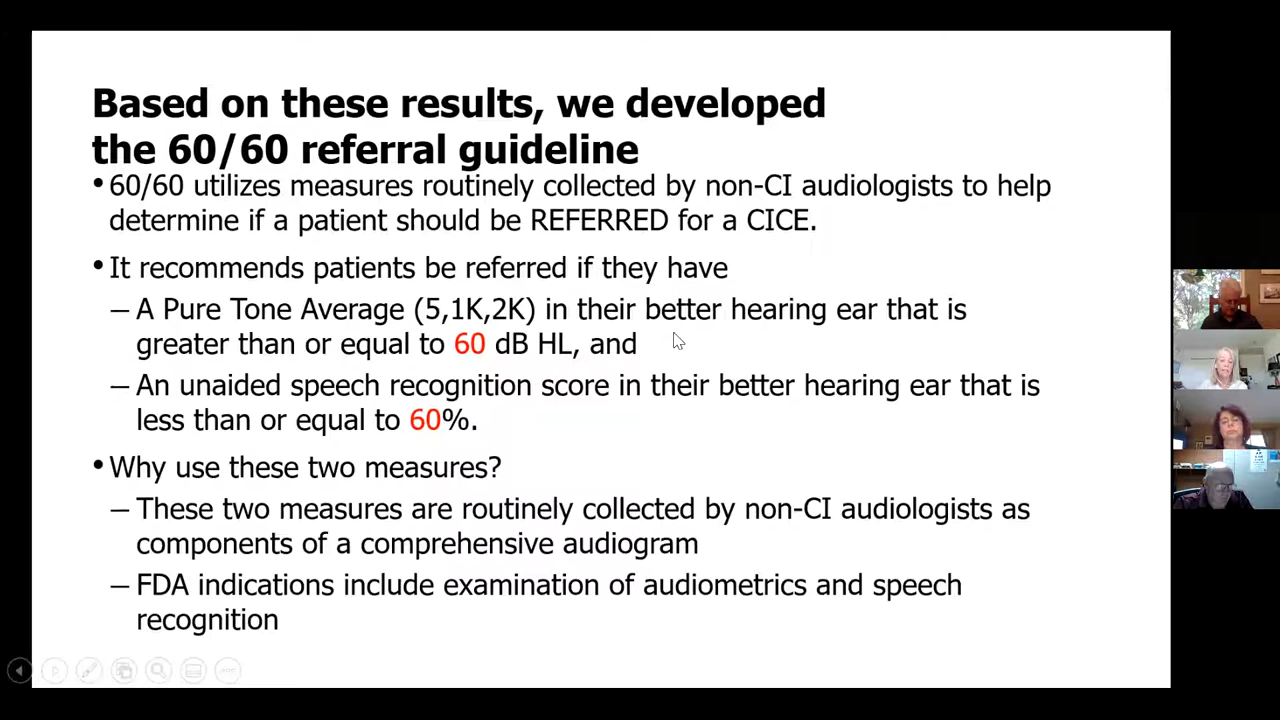 Based on these results, we developed
the 60/60 referral guideline
• 60/60 utilizes measures routinely collected by non-CI audiologists to help
determine if a patient should be REFERRED for a CICE.
• It recommends patients be referred if they have
– A Pure Tone Average (5,1K,2K) in their better hearing ear that is
greater than or equal to 60 dB HL, and
– An unaided speech recognition score in their better hearing ear that is
less than or equal to 60%.
• Why use these two measures?
– These two measures are routinely collected by non-CI audiologists as
components of a comprehensive audiogram
– FDA indications include examination of audiometrics and speech
recognition